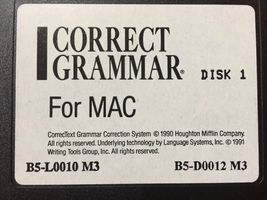 CORRECT
GRAMMAR® DISK 1
For MAC
CorrecText Grammar Correction System © 1990 Houghton Mifflin Company.
All rights reserved. Underlying technology by Language Systems, Inc. © 1991
Writing Tools Group, Inc. All rights reserved.
B5-L0010 M3 B5-D0012 M3